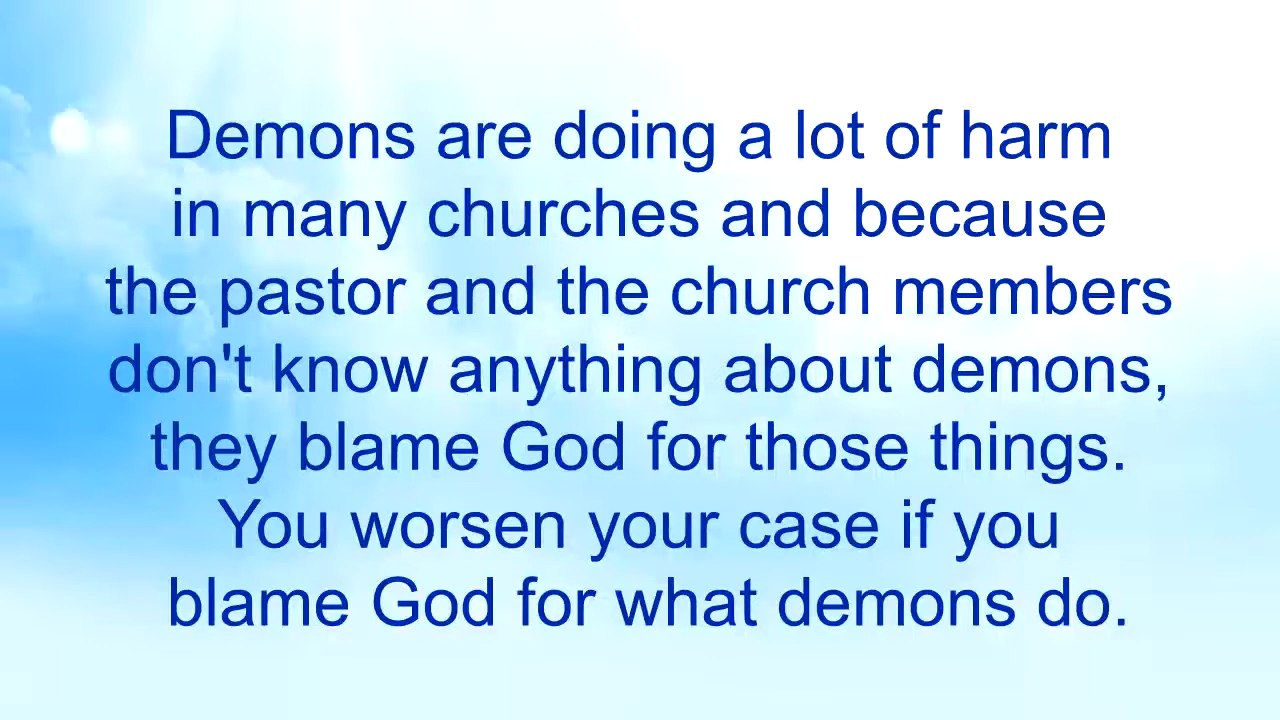 Demons are doing a lot of harm
in many churches and because
the pastor and the church members
don't know anything about demons,
they blame God for those things.
You worsen your case if you
blame God for what demons do.